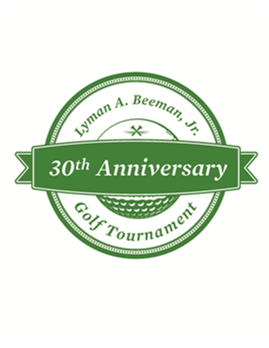 Lyman A. Beeman, Jr.
30th Anniversary
Golf Tournament